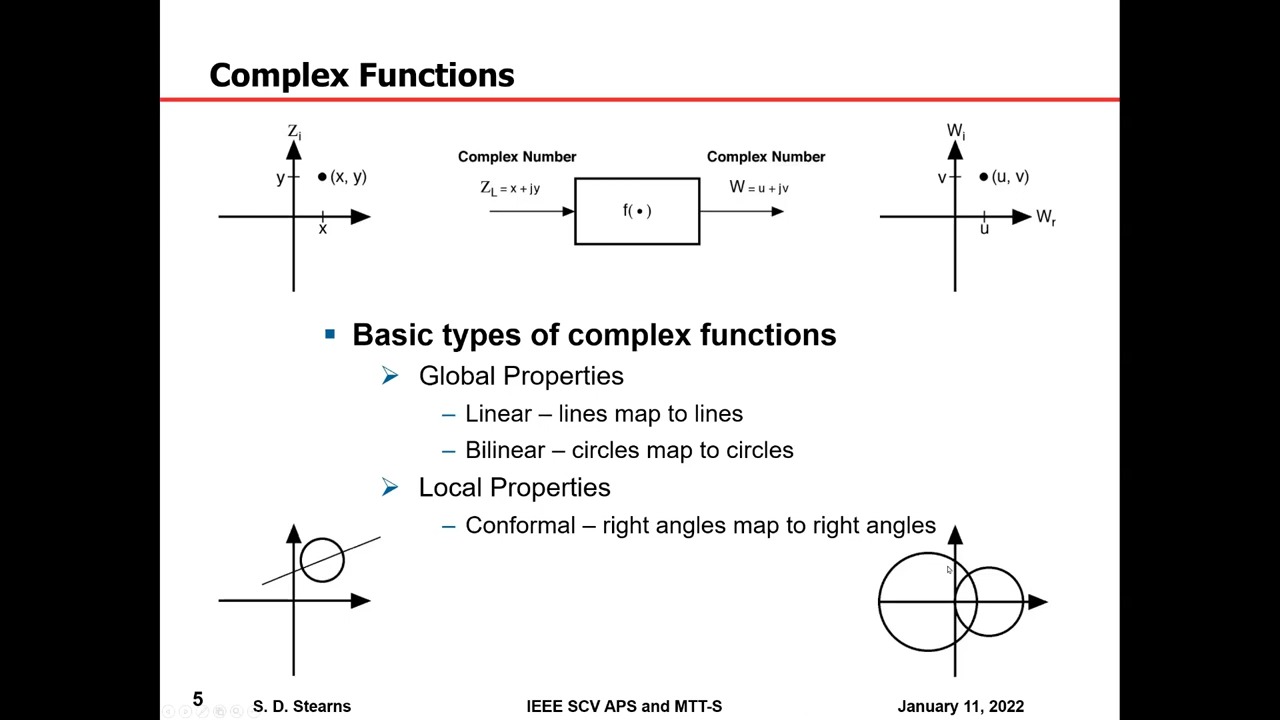 Complex Functions
Zi
y
(x, y)
x
Complex Number
ZL = x + jy
f( • )
Complex Number
W = u + jv
Wi
v
(u, v)
Wr
u
Basic types of complex functions
Global Properties
– Linear – lines map to lines
– Bilinear – circles map to circles
Local Properties
– Conformal – right angles map to right angles
5
S. D. Stearns
IEEE SCV APS and MTT-S
January 11, 2022